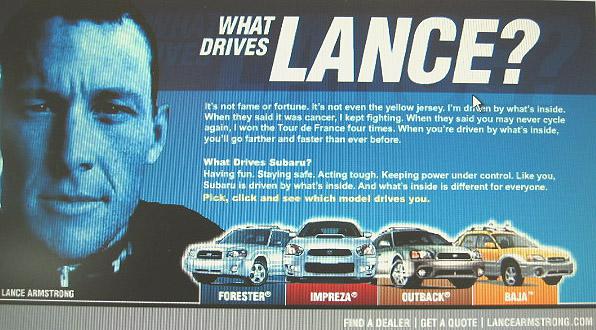 WHAT
DRIVES
LANCE?
It's not fame or fortune. It's not even the yellow jersey. I'm driven by what's inside.
When they said it was cancer, I kept fighting. When they said you may never cycle
again, I won the Tour de France four times. When you're driven by what's inside,
you'll go farther and faster than ever before.
What Drives Subaru?
Having fun. Staying safe. Acting tough. Keeping power under control. Like you,
Subaru is driven by what's inside. And what's inside is different for everyone.
Pick, click and see which model drives you.
LANCE ARMSTRONG
FORESTER® IMPREZA® OUTBACK® BAJA™
FIND A DEALER | GET A QUOTE | LANCEARMSTRONG.COM